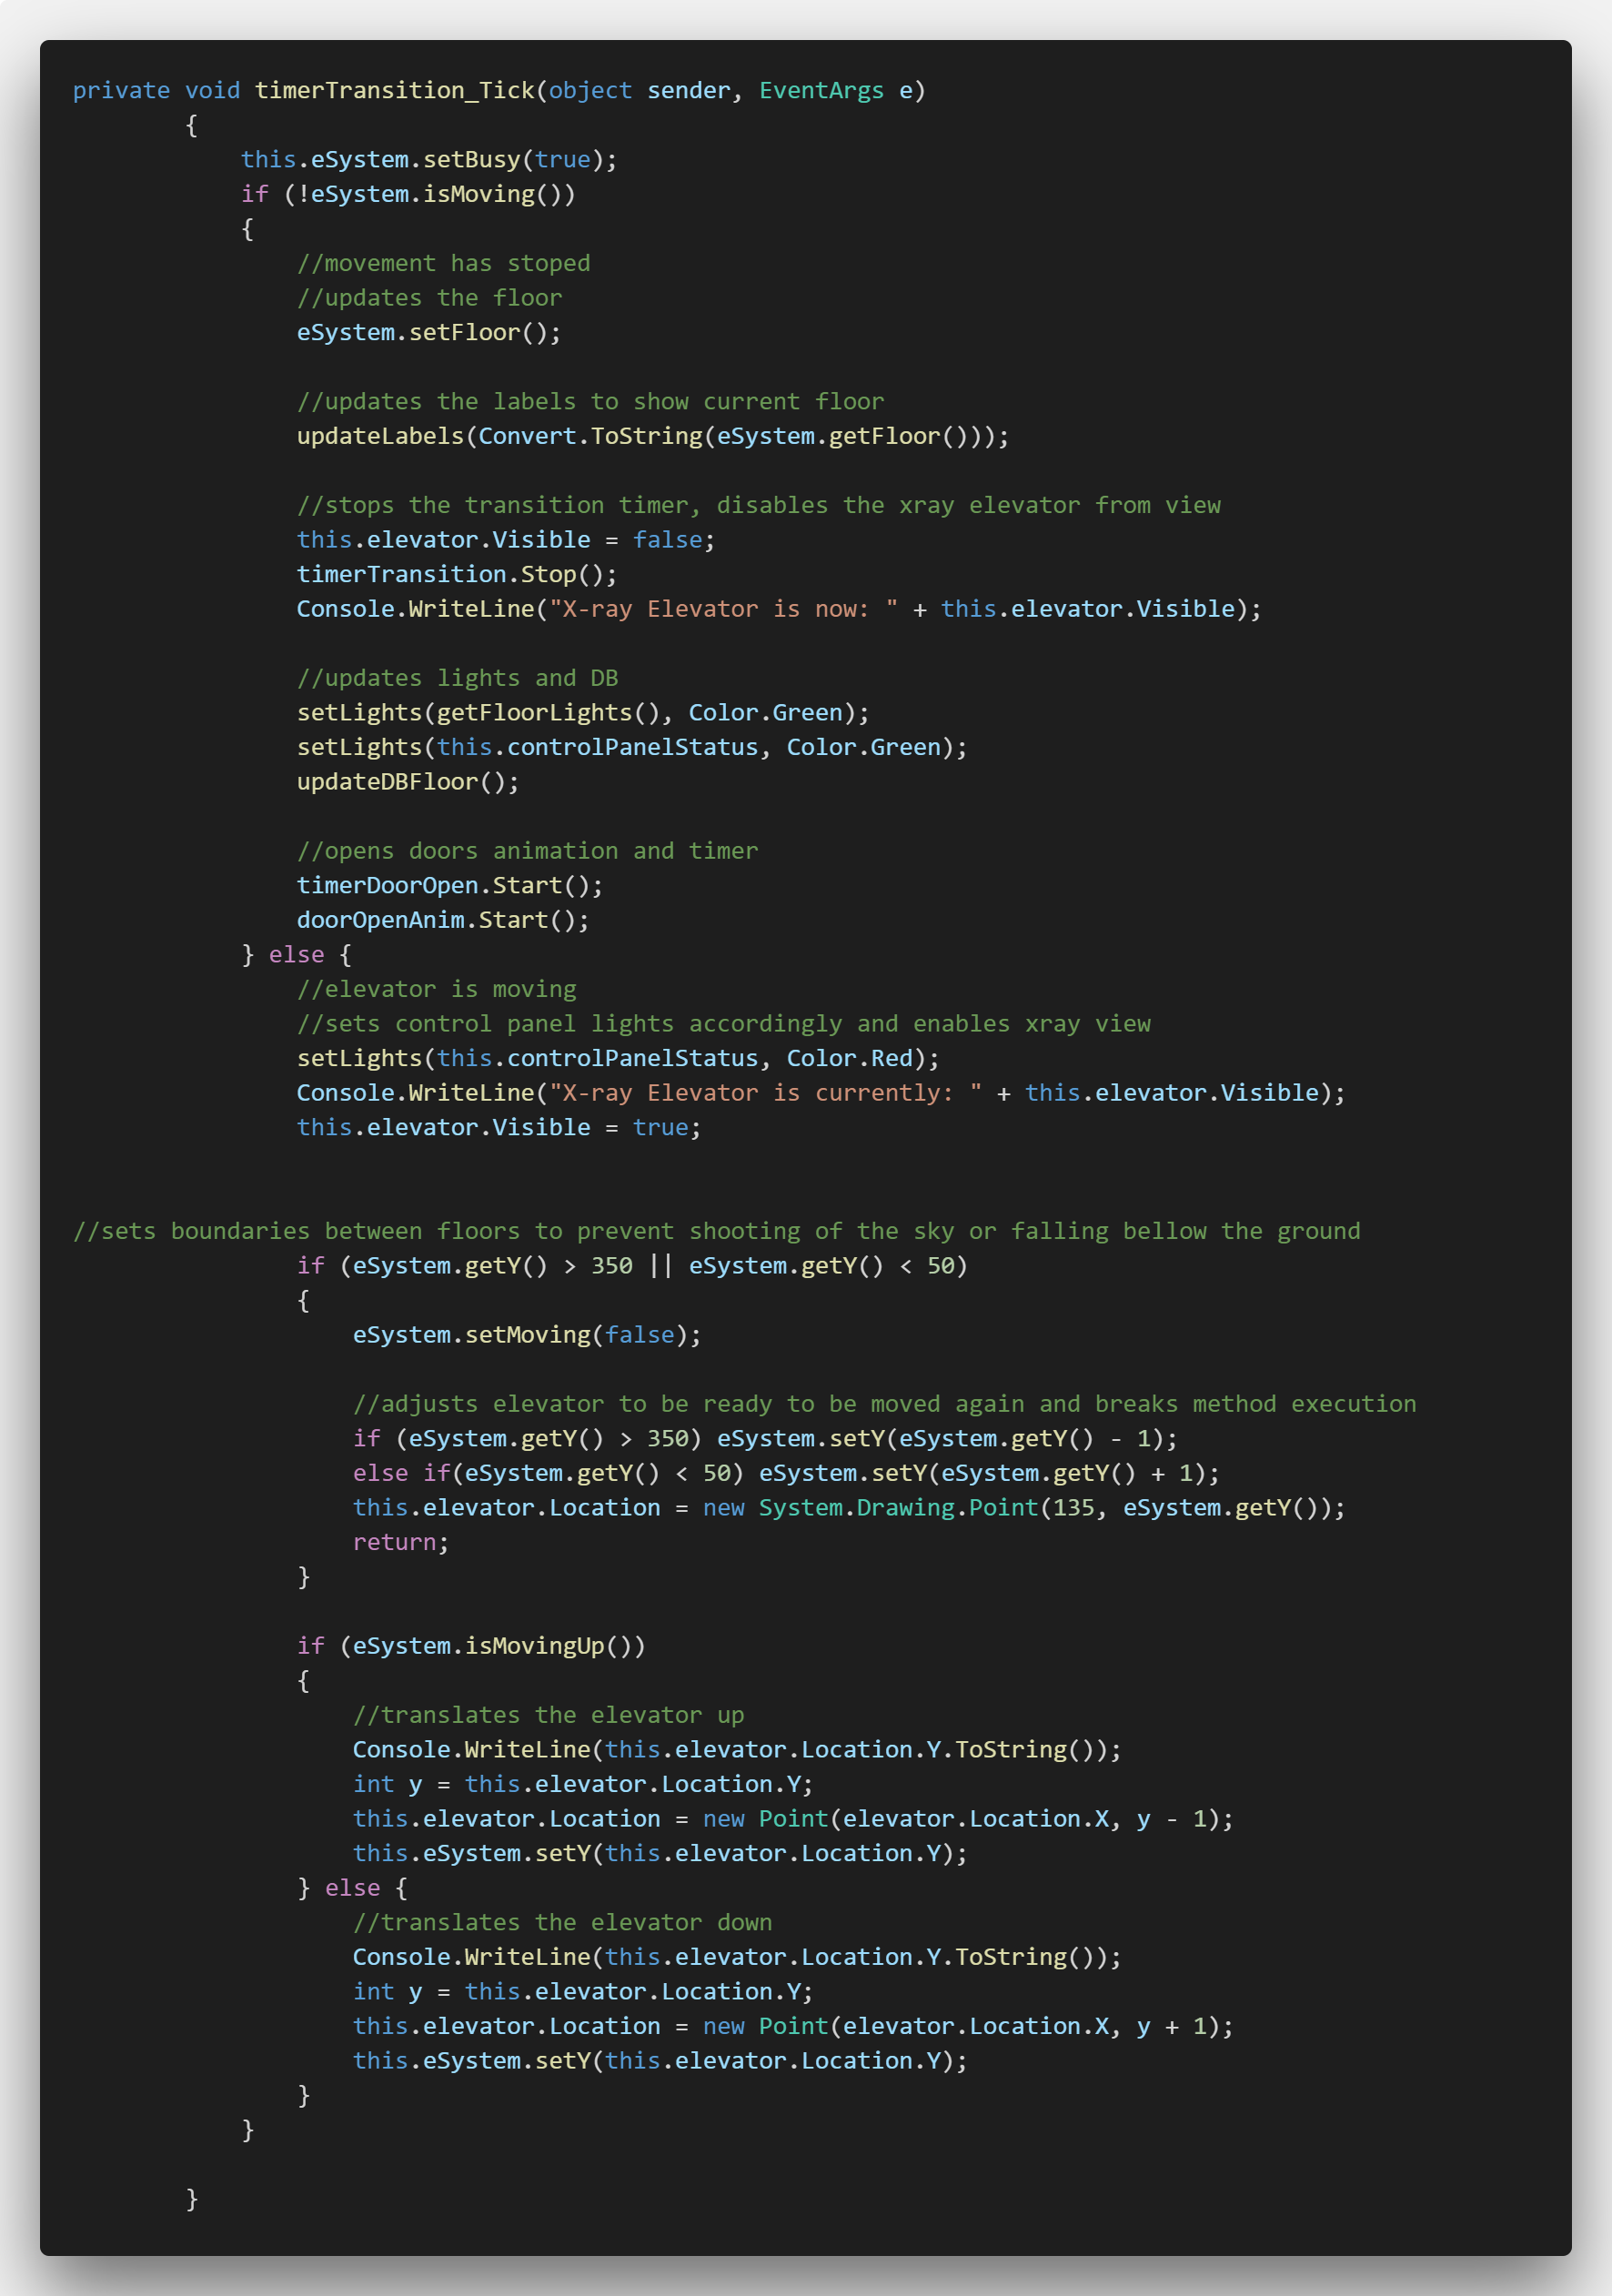 private void timerTransition_Tick(object sender, EventArgs e)
        {
            this.eSystem.setBusy(true);
            if (!eSystem.isMoving())
            {
                //movement has stoped
                //updates the floor
                eSystem.setFloor();

                //updates the labels to show current floor
                updateLabels(Convert.ToString(eSystem.getFloor()));

                //stops the transition timer, disables the xray elevator from view
                this.elevator.Visible = false;
                timerTransition.Stop();
                Console.WriteLine("X-ray Elevator is now: " + this.elevator.Visible);

                //updates lights and DB
                setLights(getFloorLights(), Color.Green);
                setLights(this.controlPanelStatus, Color.Green);
                updateDBFloor();

                //opens doors animation and timer
                timerDoorOpen.Start();
                doorOpenAnim.Start();
            } else {
                //elevator is moving
                //sets control panel lights accordingly and enables xray view
                setLights(this.controlPanelStatus, Color.Red);
                Console.WriteLine("X-ray Elevator is currently: " + this.elevator.Visible);
                this.elevator.Visible = true;


//sets boundaries between floors to prevent shooting of the sky or falling bellow the ground
                if (eSystem.getY() > 350 || eSystem.getY() < 50)
                {
                    eSystem.setMoving(false);

                    //adjusts elevator to be ready to be moved again and breaks method execution
                    if (eSystem.getY() > 350) eSystem.setY(eSystem.getY() - 1);
                    else if(eSystem.getY() < 50) eSystem.setY(eSystem.getY() + 1);
                    this.elevator.Location = new System.Drawing.Point(135, eSystem.getY());
                    return;
                }

                if (eSystem.isMovingUp())
                {
                    //translates the elevator up
                    Console.WriteLine(this.elevator.Location.Y.ToString());
                    int y = this.elevator.Location.Y;
                    this.elevator.Location = new Point(elevator.Location.X, y - 1);
                    this.eSystem.setY(this.elevator.Location.Y);
                } else {
                    //translates the elevator down
                    Console.WriteLine(this.elevator.Location.Y.ToString());
                    int y = this.elevator.Location.Y;
                    this.elevator.Location = new Point(elevator.Location.X, y + 1);
                    this.eSystem.setY(this.elevator.Location.Y);
                }
            }

        }